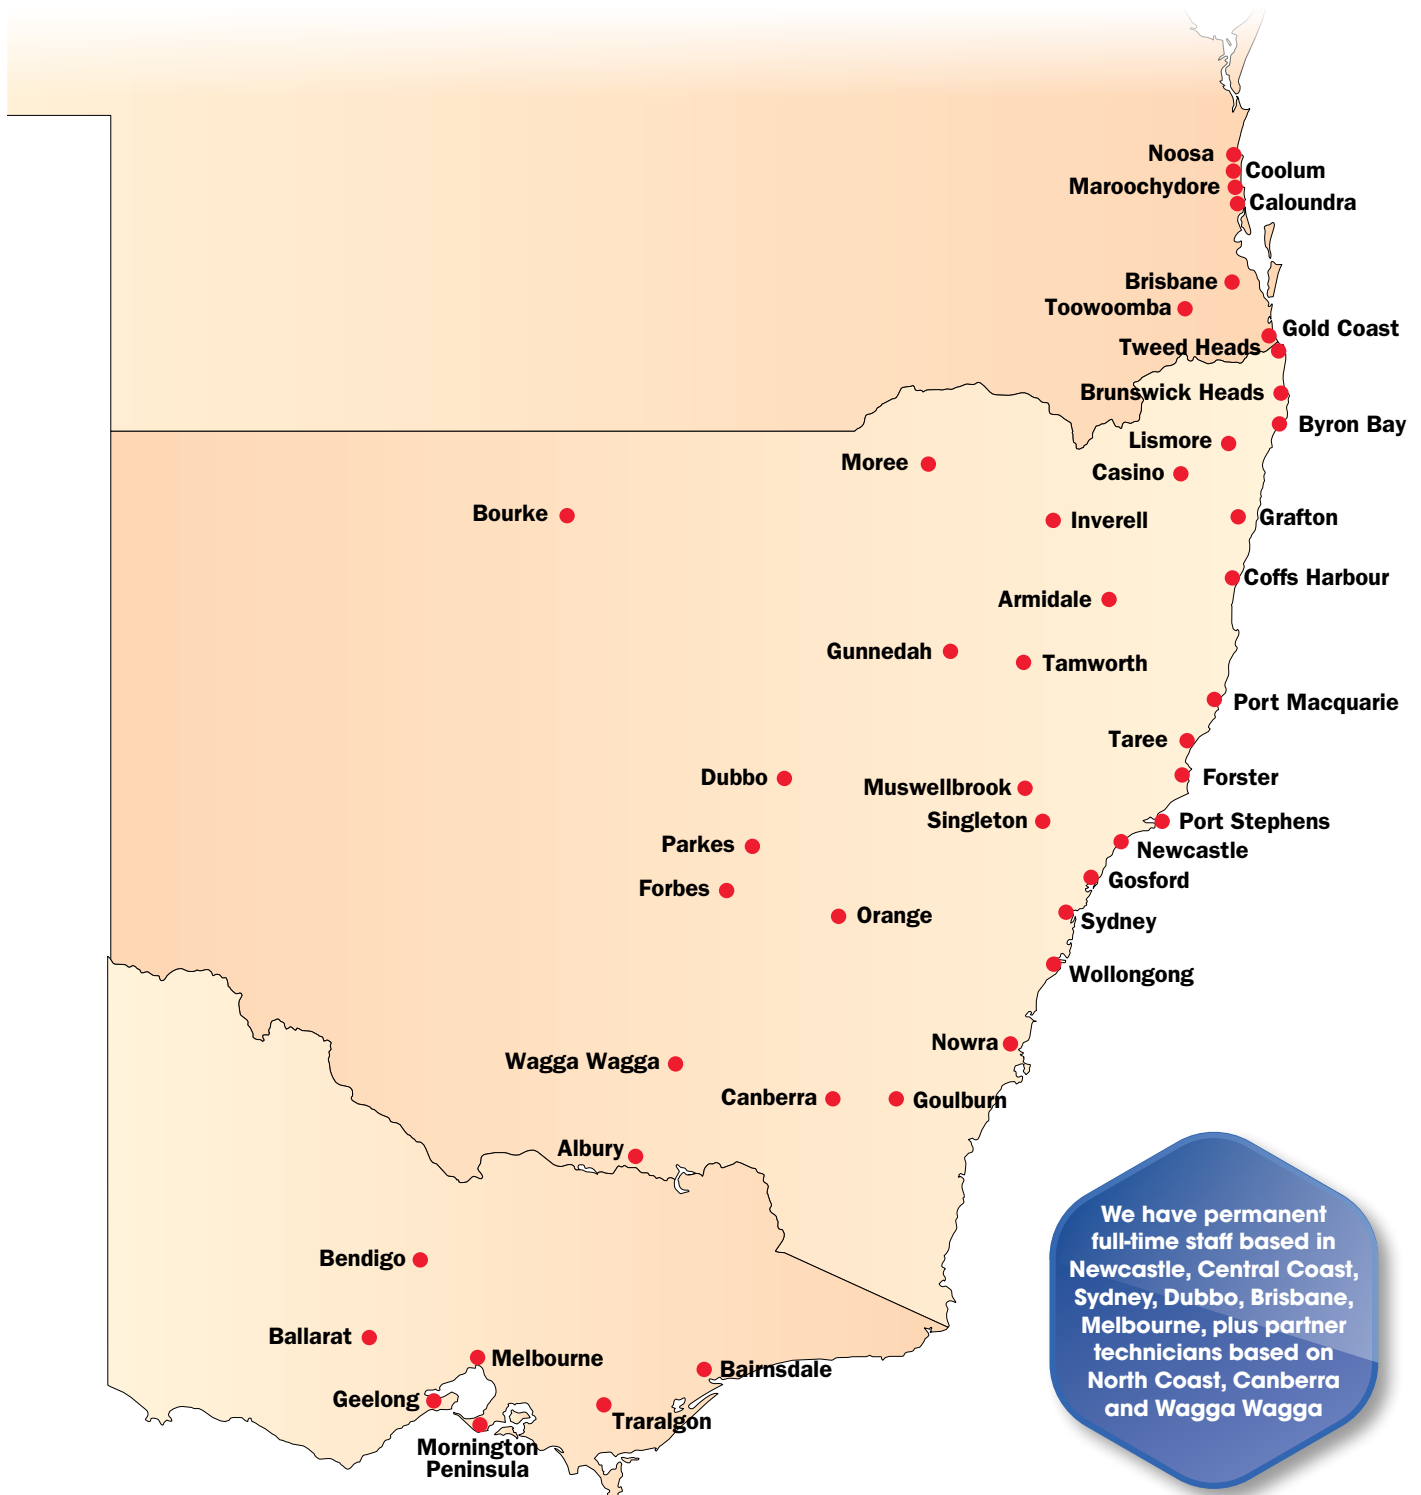 Noosa
Coolum
Maroochydore
Caloundra
Brisbane
Toowoomba
Gold Coast
Tweed Heads
Brunswick Heads
Byron Bay
Lismore
Moree
Casino
Bourke
Inverell
Grafton
Coffs Harbour
Armidale
Gunnedah
Tamworth
Port Macquarie
Taree
Dubbo
Forster
Muswellbrook
Singleton
Port Stephens
Parkes
Newcastle
Gosford
Forbes
Orange
Sydney
Wollongong
Nowra
Wagga Wagga
Canberra
Goulburn
Albury
We have permanent
full-time staff based in
Newcastle, Central Coast,
Sydney, Dubbo, Brisbane,
Melbourne, plus partner
technicians based on
North Coast, Canberra
and Wagga Wagga
Bendigo
Ballarat
Melbourne
Bairnsdale
Geelong
Traralgon
Mornington
Peninsula